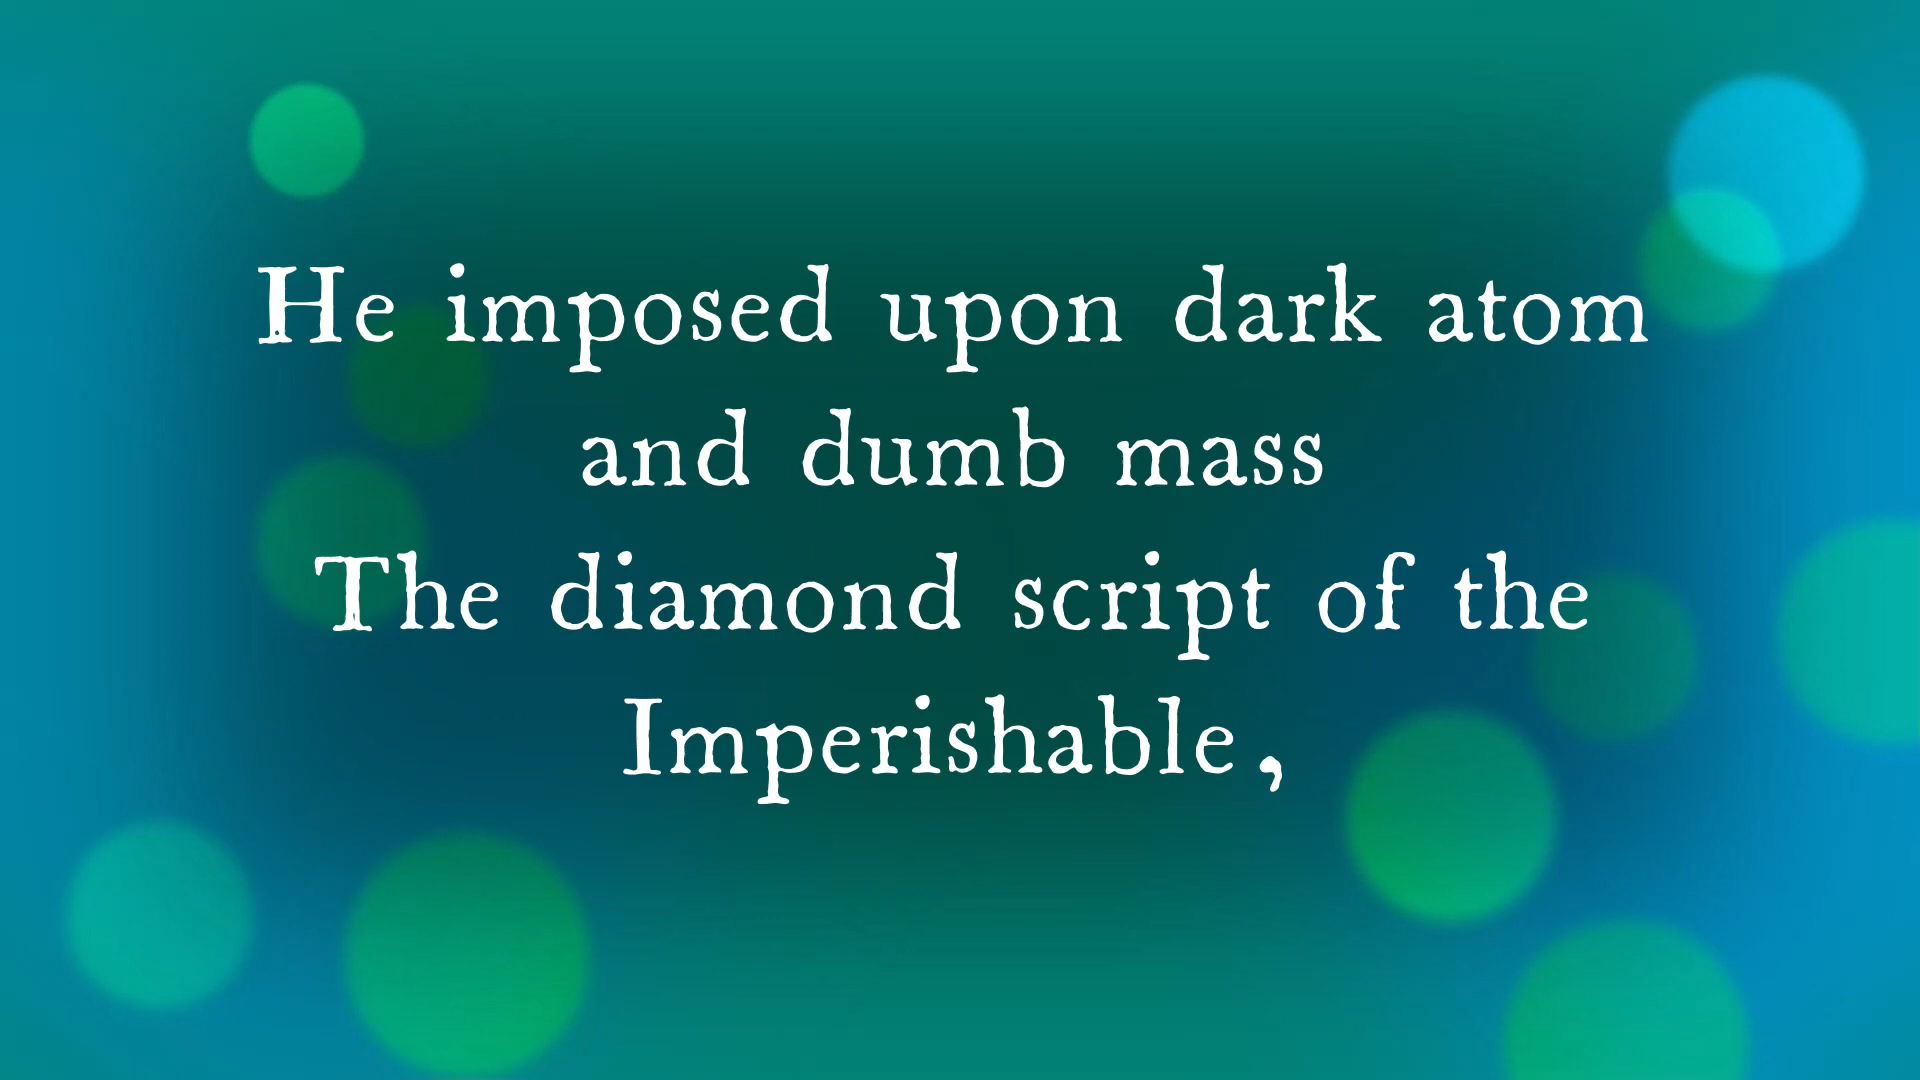 He imposed upon dark atom
and dumb mass
The diamond script of the
Imperishable,